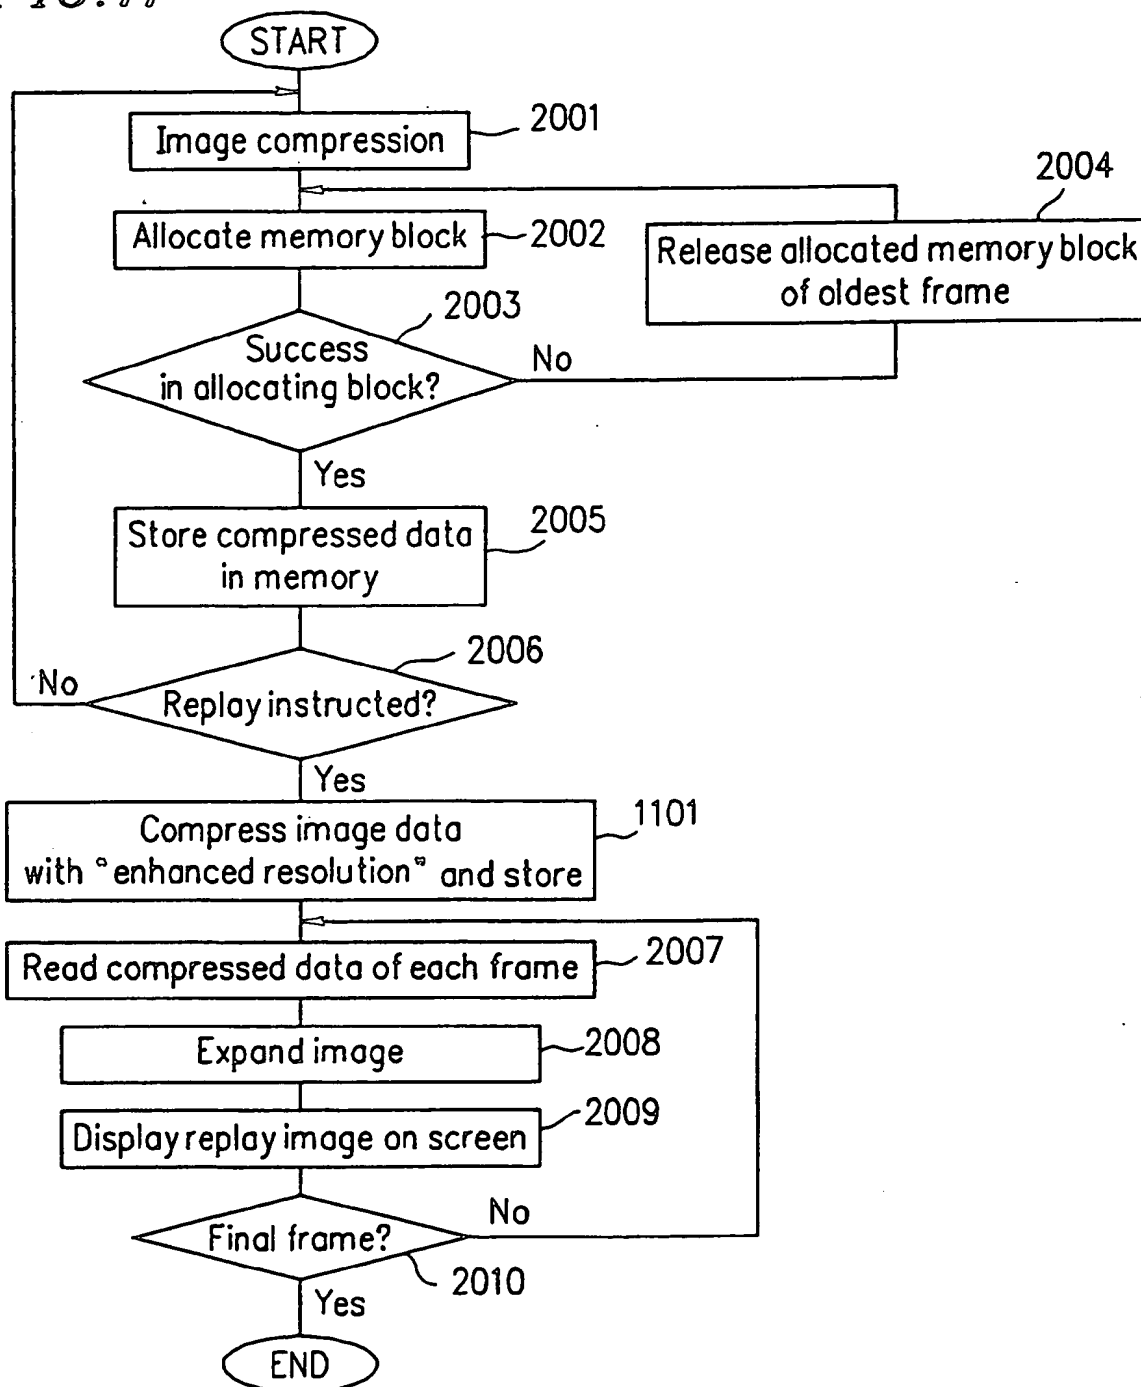 START
Image compression
2001
2004
Allocate memory block
2002
Release allocated memory block
of oldest frame
2003
Success
in allocating block?
No
Yes
Store compressed data
in memory
2005
2006
No
Replay instructed?
Yes
1101
Compress image data
with "enhanced resolution" and store
Read compressed data of each frame
2007
Expand image
2008
Display replay image on screen
2009
No
Final frame?
2010
Yes
END